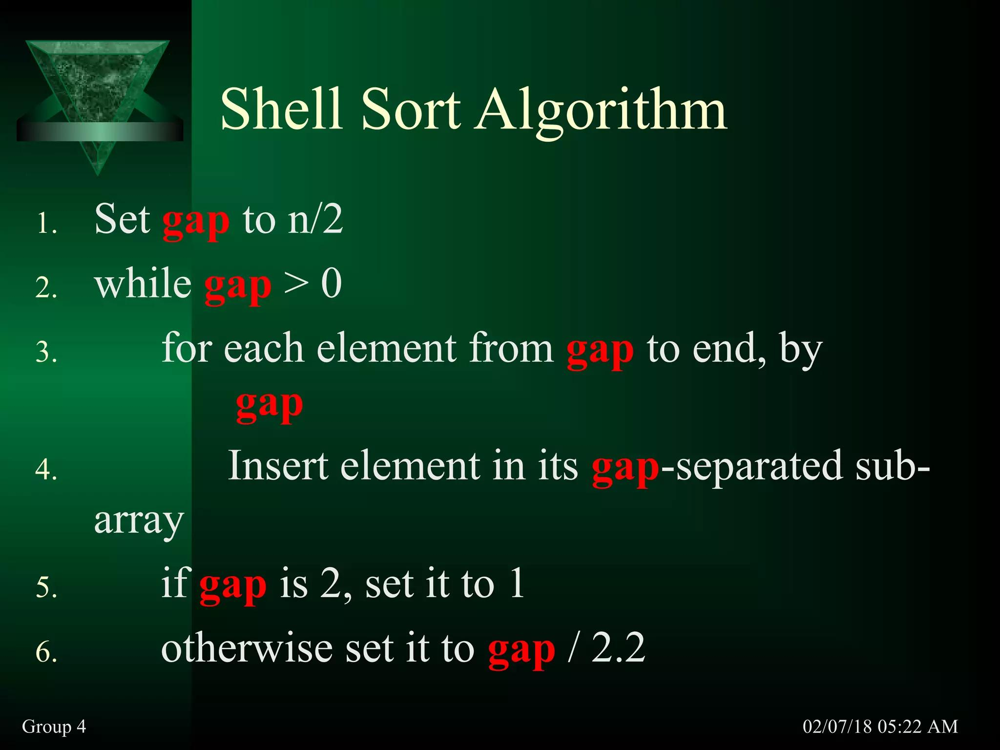 Shell Sort Algorithm
1. Set gap to n/2
2. while gap > 0
3. for each element from gap to end, by
gap
4. Insert element in its gap-separated sub-
array
5. if gap is 2, set it to 1
6. otherwise set it to gap / 2.2
Group 4
02/07/18 05:22 AM